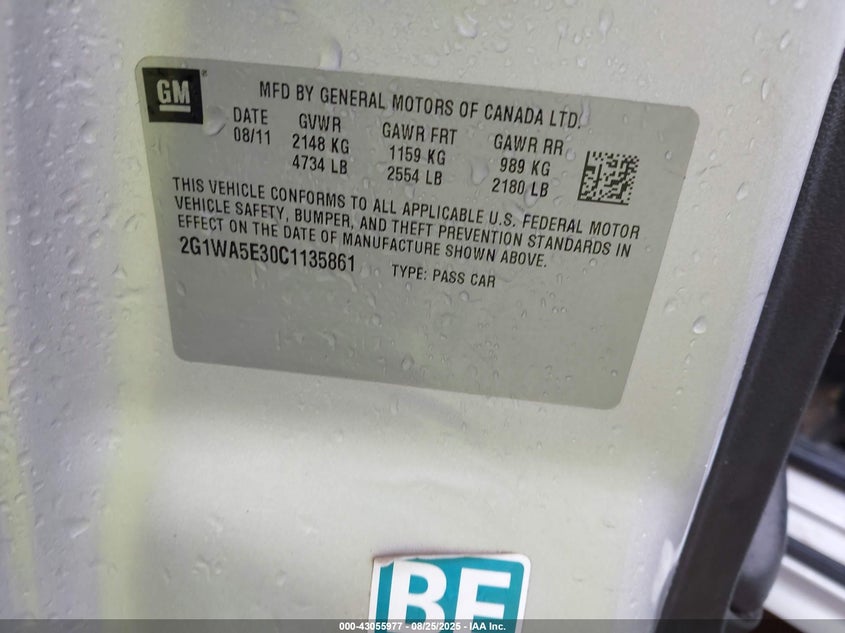 GM
MFD BY GENERAL MOTORS OF CANADA LTD.
DATE GVWR GAWR FRT GAWR RR
08/11 2148 KG 1159 KG 989 KG
4734 LB 2554 LB 2180 LB
THIS VEHICLE CONFORMS TO ALL APPLICABLE U.S. FEDERAL MOTOR
VEHICLE SAFETY, BUMPER, AND THEFT PREVENTION STANDARDS IN
EFFECT ON THE DATE OF MANUFACTURE SHOWN ABOVE.
2G1WA5E30C1135861 TYPE: PASS CAR
000-43055977 - 08/25/2025 - IAA Inc.